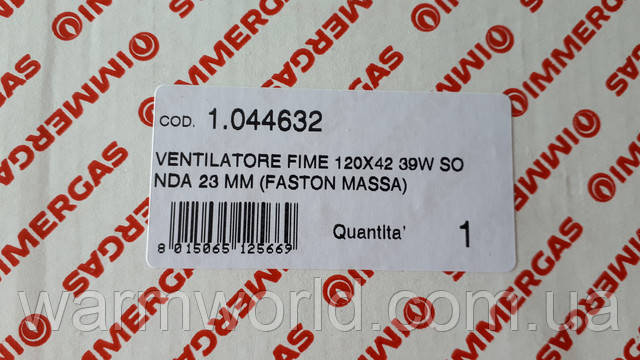 IMMERGAS
COD. 1.044632
VENTILATORE FIME 120X42 39W SO
NDA 23 MM (FASTON MASSA)
8 015065 125669
Quantita' 1
IMMERGAS
IMMERGAS
IMMERGAS
IMMERGAS
warmworld.com.ua